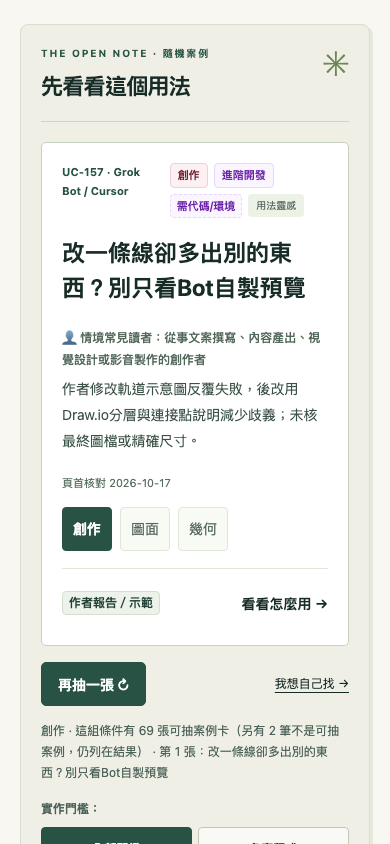 THE OPEN NOTE · 隨機案例
先看看這個用法
UC-157 · Grok
Bot / Cursor
創作
進階開發
需代碼/環境
用法靈感
改一條線卻多出別的東
西？別只看Bot自製預覽
👤 情境常見讀者：從事文案撰寫、內容產出、視
覺設計或影音製作的創作者
作者修改軌道示意圖反覆失敗，後改用
Draw.io分層與連接點說明減少歧義；未核
最終圖檔或精確尺寸。
頁首核對 2026-10-17
創作
圖面
幾何
作者報告 / 示範
看看怎麼用 →
再抽一張 ↻
我想自己找 →
創作 · 這組條件有 69 張可抽案例卡（另有 2 筆不是可抽
案例，仍列在結果） · 第 1 張：改一條線卻多出別的東
西？別只看Bot自製預覽
實作門檻：